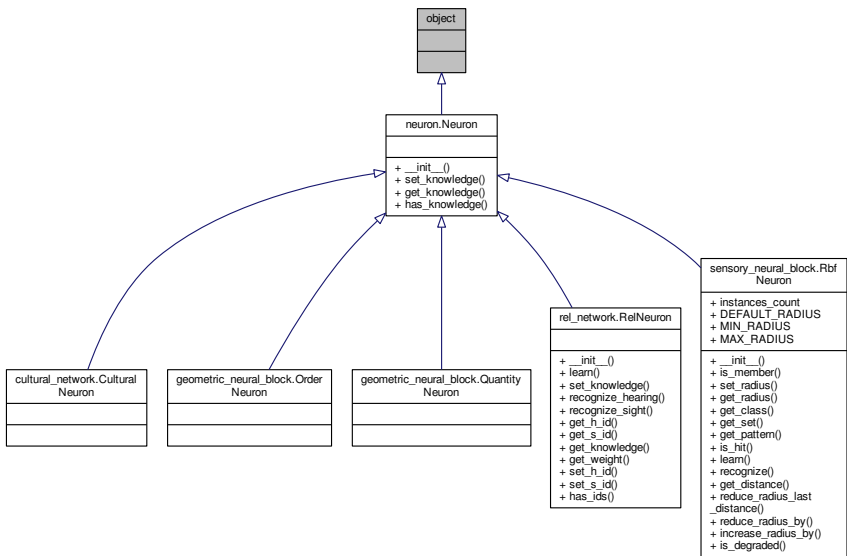 object
neuron.Neuron
+ __init__()
+ set_knowledge()
+ get_knowledge()
+ has_knowledge()
cultural_network.Cultural
Neuron
geometric_neural_block.Order
Neuron
geometric_neural_block.Quantity
Neuron
rel_network.RelNeuron
+ __init__()
+ learn()
+ set_knowledge()
+ recognize_hearing()
+ recognize_sight()
+ get_h_id()
+ get_s_id()
+ get_knowledge()
+ get_weight()
+ set_h_id()
+ set_s_id()
+ has_ids()
sensory_neural_block.Rbf
Neuron
+ instances_count
+ DEFAULT_RADIUS
+ MIN_RADIUS
+ MAX_RADIUS
+ __init__()
+ is_member()
+ set_radius()
+ get_radius()
+ get_class()
+ get_set()
+ get_pattern()
+ is_hit()
+ learn()
+ recognize()
+ get_distance()
+ reduce_radius_last
_distance()
+ reduce_radius_by()
+ increase_radius_by()
+ is_degraded()